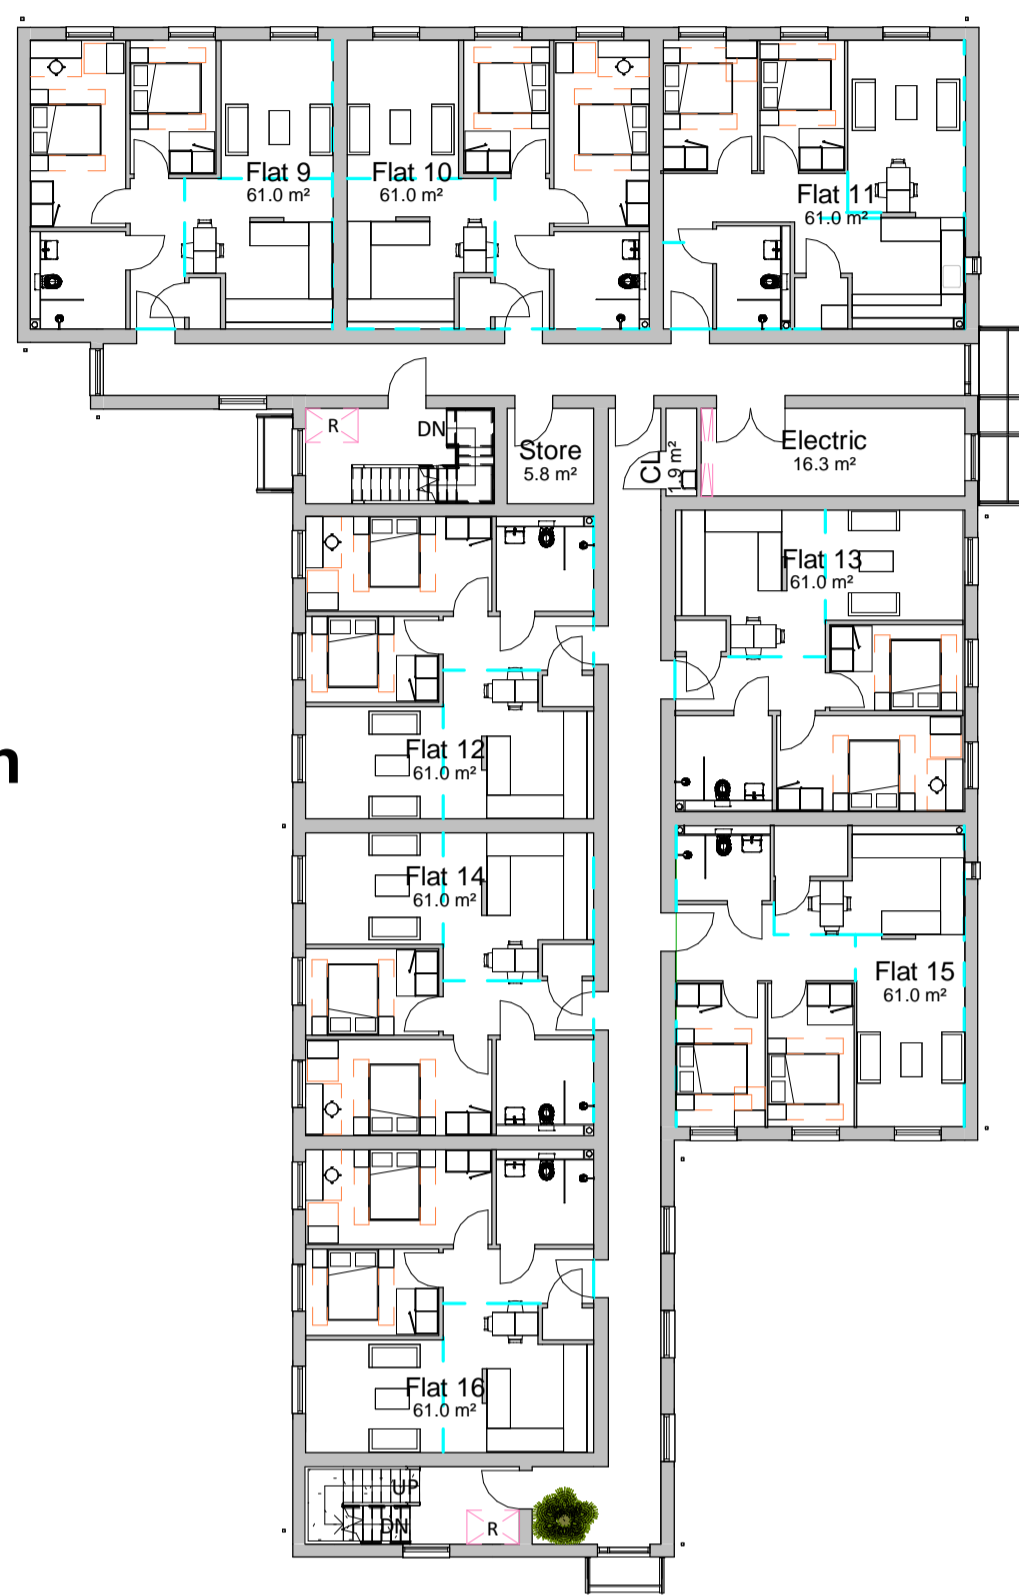 Flat 9
61.0 m²
Flat 10
61.0 m²
Flat 11
61.0 m²
R
DN
Store
5.8 m²
CL
1.9 m²
Electric
16.3 m²
Flat 13
61.0 m²
n
Flat 12
61.0 m²
Flat 14
61.0 m²
Flat 15
61.0 m²
Flat 16
61.0 m²
UP
DN
R